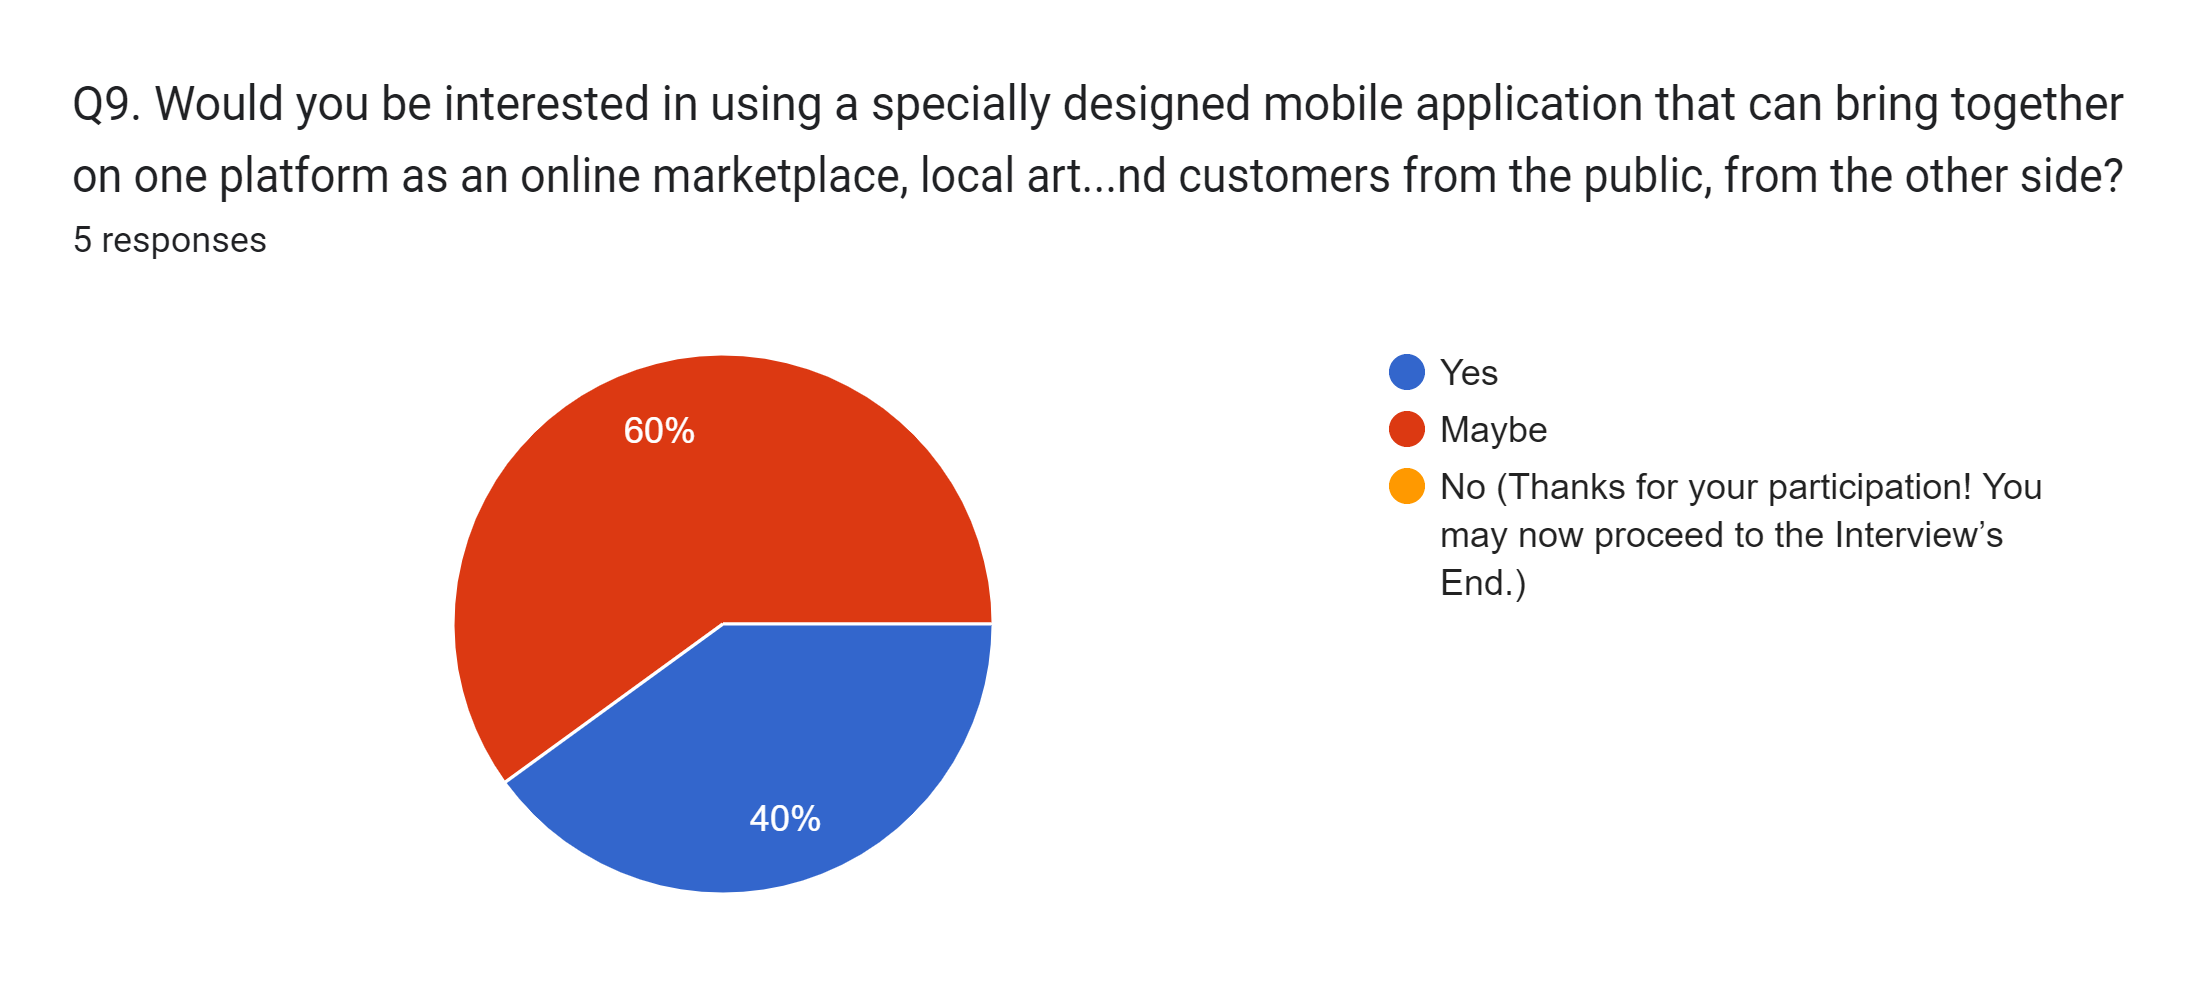 Q9. Would you be interested in using a specially designed mobile application that can bring together
on one platform as an online marketplace, local art...nd customers from the public, from the other side?
5 responses
60%
40%
Yes
Maybe
No (Thanks for your participation! You
may now proceed to the Interview’s
End.)